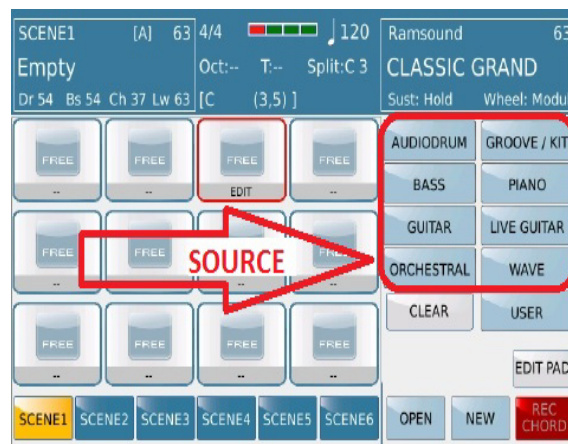 SCENE1 [A] 63 4/4 120 Ramsound 63
Empty Oct:-- T:-- Split:C 3 CLASSIC GRAND
Dr 54 Bs 54 Ch 37 Lw 63 [C (3,5) ] Sust: Hold Wheel: Modul
FREE FREE FREE FREE
-- -- EDIT --
AUDIODRUM GROOVE / KIT
BASS PIANO
FREE FREE SOURCE
GUITAR LIVE GUITAR
ORCHESTRAL WAVE
CLEAR USER
FREE FREE FREE FREE
-- -- -- --
EDIT PAD
SCENE1 SCENE2 SCENE3 SCENE4 SCENE5 SCENE6 OPEN NEW REC CHORD